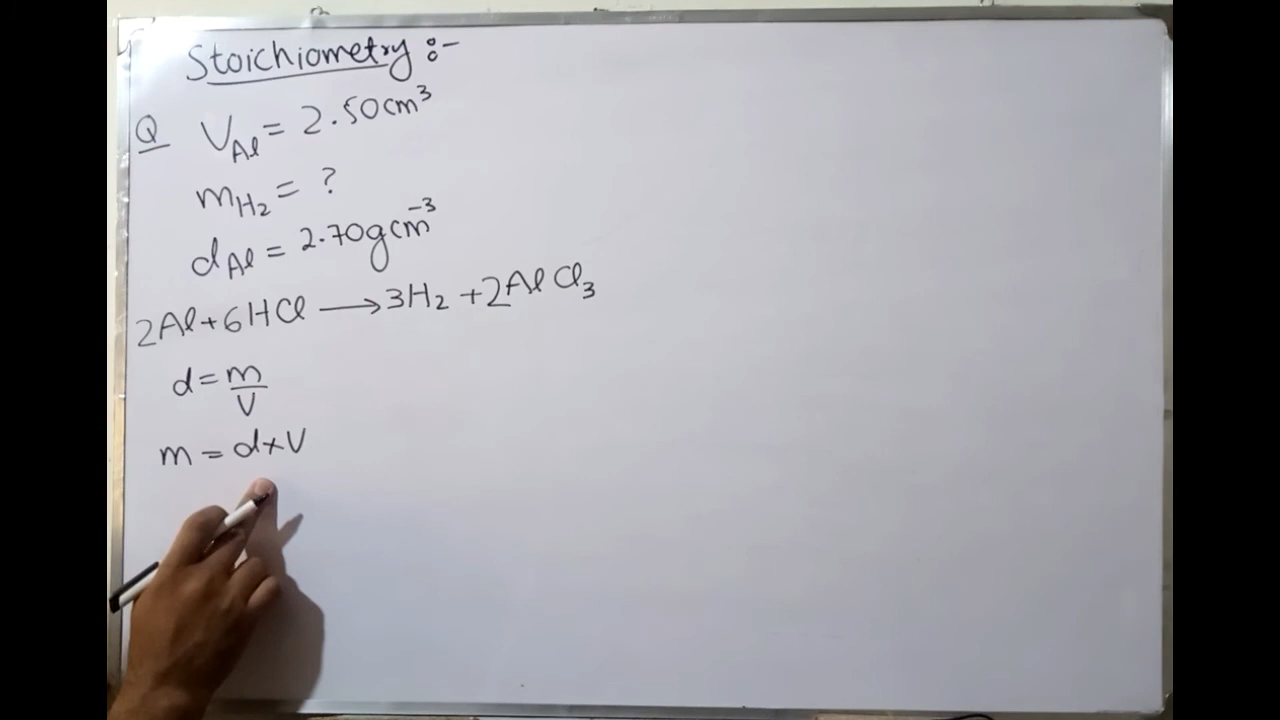 Stoichiometry :-
Q V_Al = 2.50cm³
m_H₂ = ?
d_Al = 2.70gcm⁻³
2Al+6HCl ⟶ 3H₂ +2AlCl₃
d = m/V
m = d×V